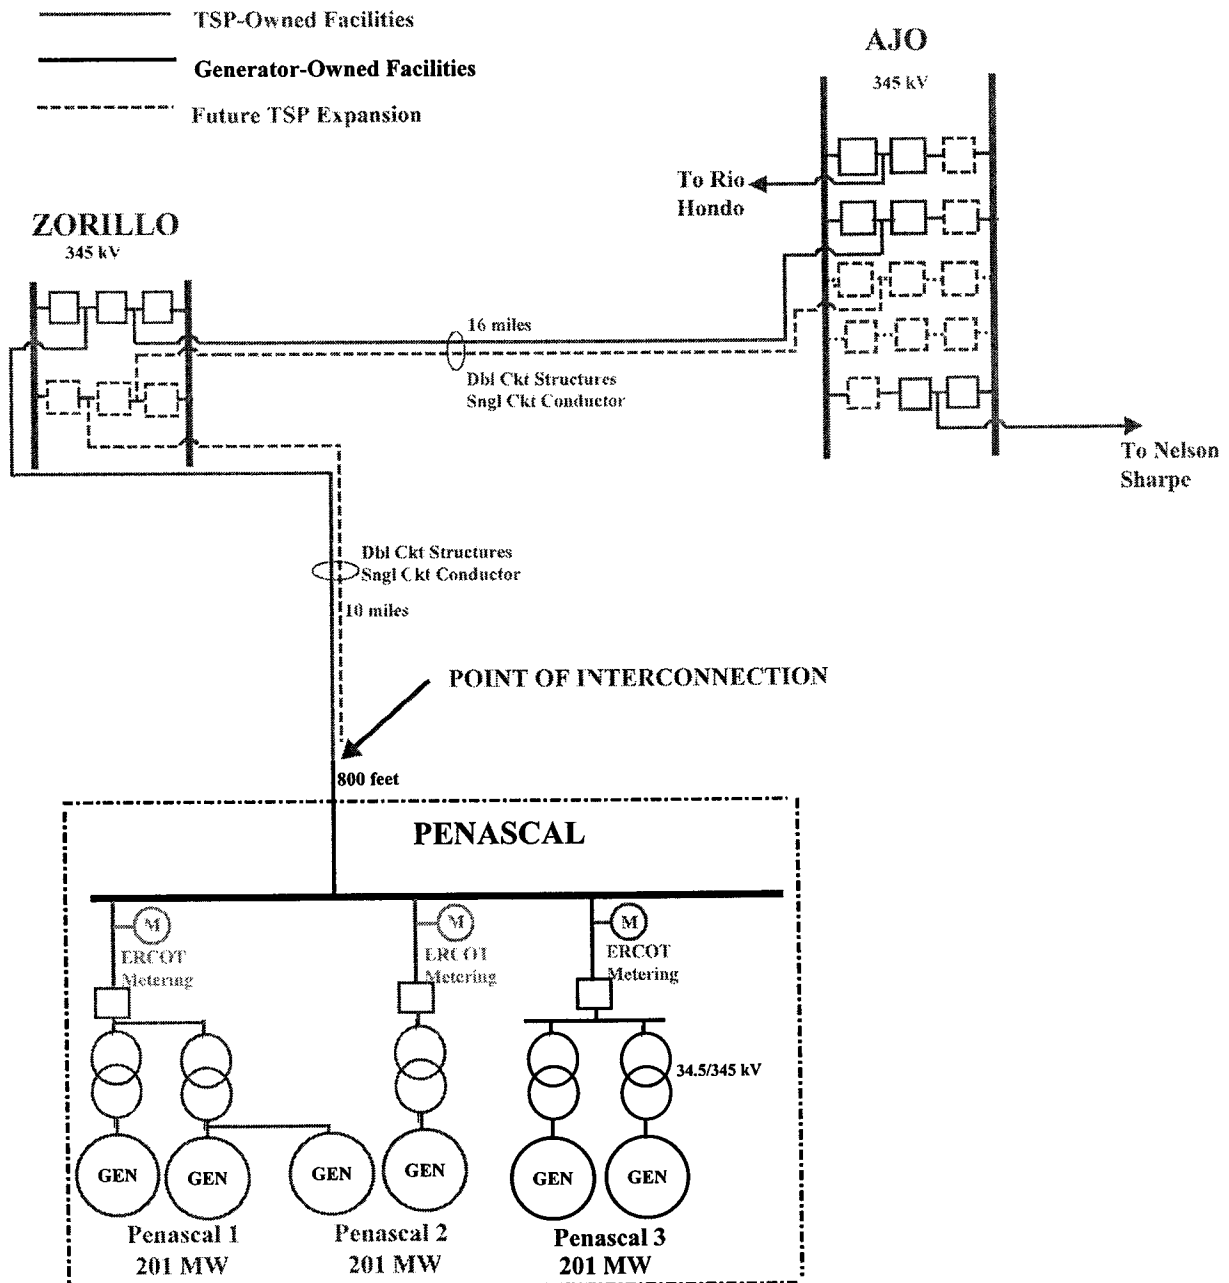 TSP-Owned Facilities
Generator-Owned Facilities
Future TSP Expansion
AJO
345 kV
To Rio
Hondo
ZORILLO
345 kV
16 miles
Dbl Ckt Structures
Sngl Ckt Conductor
To Nelson
Sharpe
Dbl Ckt Structures
Sngl Ckt Conductor
10 miles
POINT OF INTERCONNECTION
800 feet
PENASCAL
M
ERCOT
Metering
M
ERCOT
Metering
M
ERCOT
Metering
34.5/345 kV
GEN
GEN
GEN
GEN
GEN
GEN
Penascal 1
201 MW
Penascal 2
201 MW
Penascal 3
201 MW